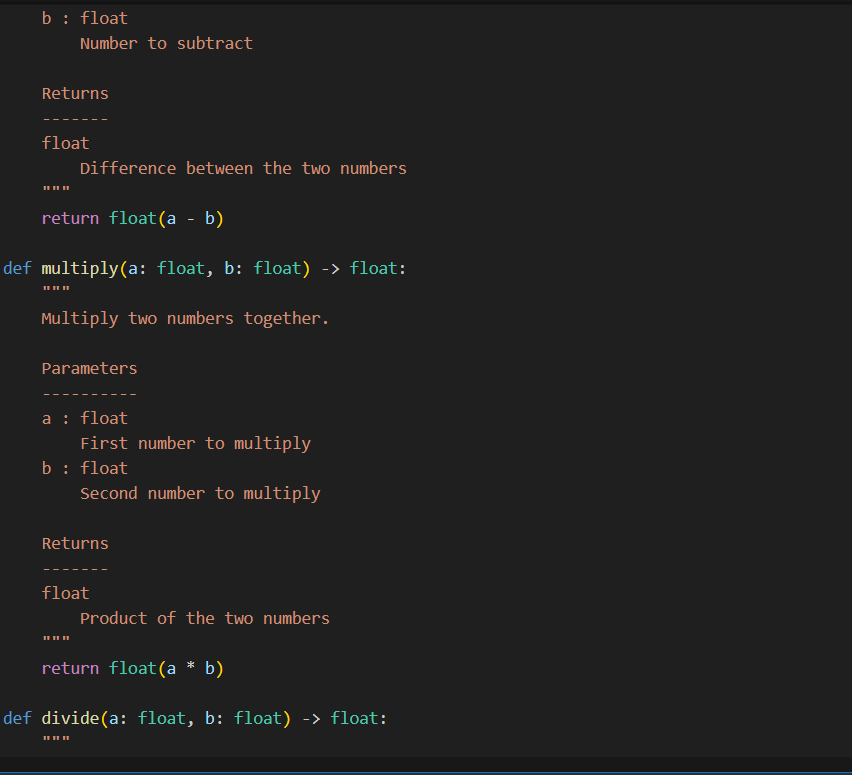 b : float
        Number to subtract

    Returns
    -------
    float
        Difference between the two numbers
    """
    return float(a - b)

def multiply(a: float, b: float) -> float:
    """
    Multiply two numbers together.

    Parameters
    ----------
    a : float
        First number to multiply
    b : float
        Second number to multiply

    Returns
    -------
    float
        Product of the two numbers
    """
    return float(a * b)

def divide(a: float, b: float) -> float:
    """